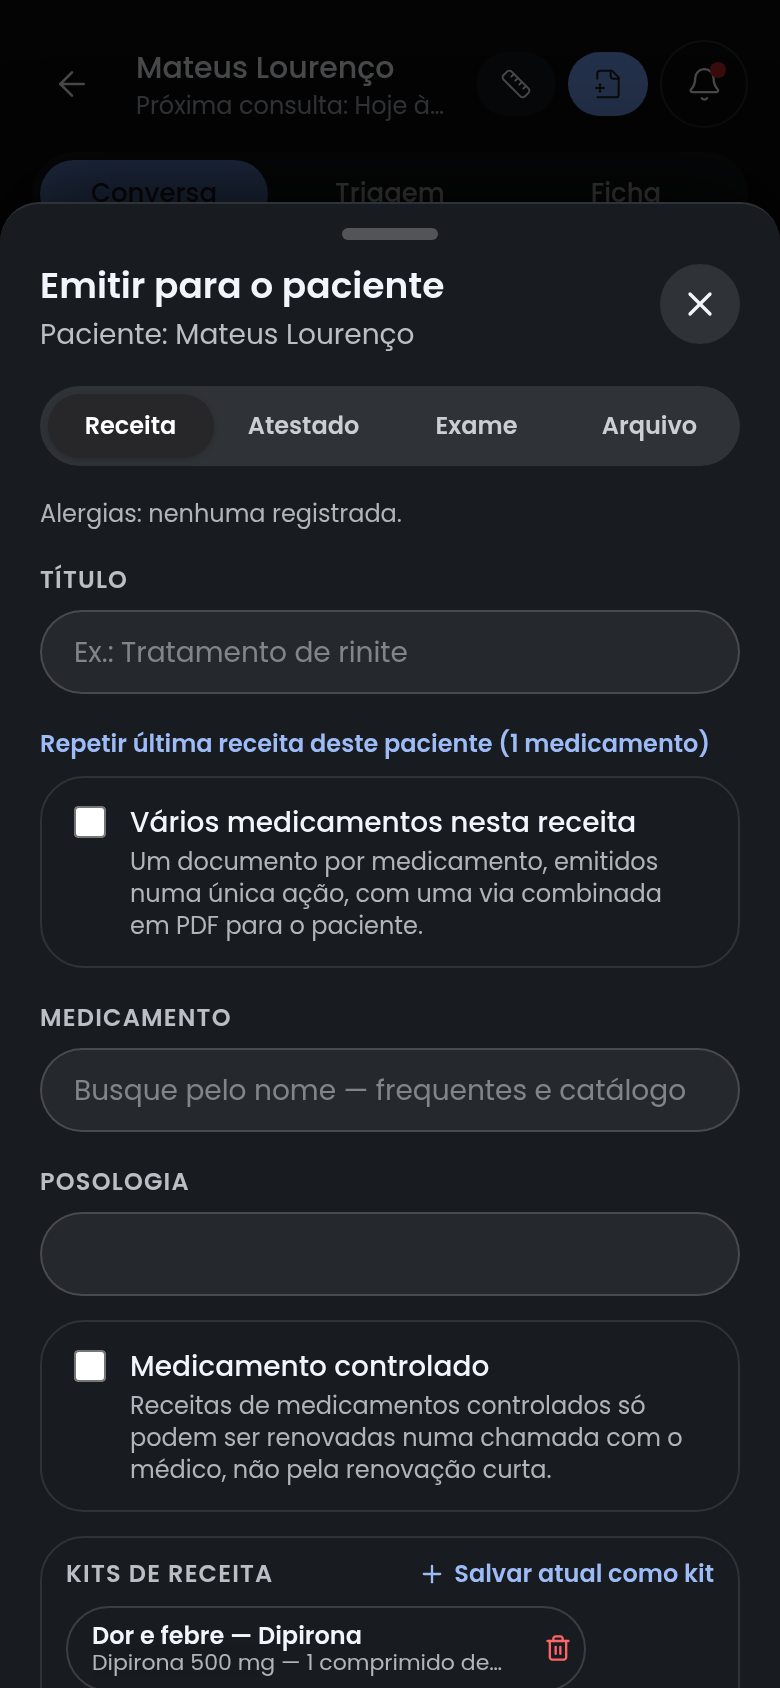 Mateus Lourenço
Próxima consulta: Hoje à...
Conversa
Triagem
Ficha
Emitir para o paciente
Paciente: Mateus Lourenço
Receita
Atestado
Exame
Arquivo
Alergias: nenhuma registrada.
TÍTULO
Ex.: Tratamento de rinite
Repetir última receita deste paciente (1 medicamento)
Vários medicamentos nesta receita
Um documento por medicamento, emitidos
numa única ação, com uma via combinada
em PDF para o paciente.
MEDICAMENTO
Busque pelo nome — frequentes e catálogo
POSOLOGIA
Medicamento controlado
Receitas de medicamentos controlados só
podem ser renovadas numa chamada com o
médico, não pela renovação curta.
KITS DE RECEITA
+ Salvar atual como kit
Dor e febre — Dipirona
Dipirona 500 mg — 1 comprimido de...